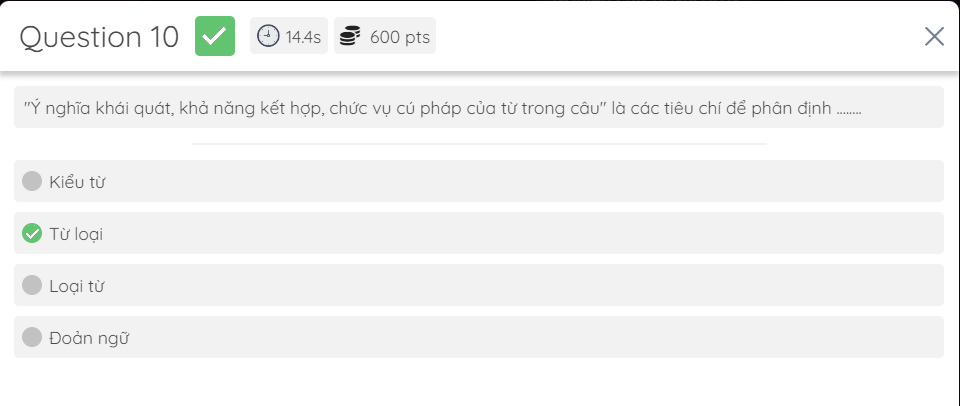 Question 10
14.4s
600 pts
"Ý nghĩa khái quát, khả năng kết hợp, chức vụ cú pháp của từ trong câu" là các tiêu chí để phân định ........
Kiểu từ
Từ loại
Loại từ
Đoản ngữ